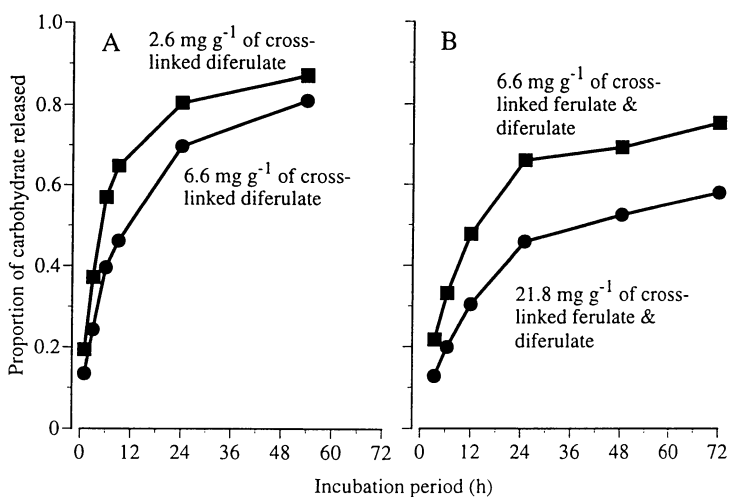 A
2.6 mg g-1 of cross-
linked diferulate
6.6 mg g-1 of cross-
linked diferulate
B
6.6 mg g-1 of cross-
linked ferulate &
diferulate
21.8 mg g-1 of cross-
linked ferulate &
diferulate
Proportion of carbohydrate released
1.0
0.8
0.6
0.4
0.2
0
0 12 24 36 48 60 72
0 12 24 36 48 60 72
Incubation period (h)